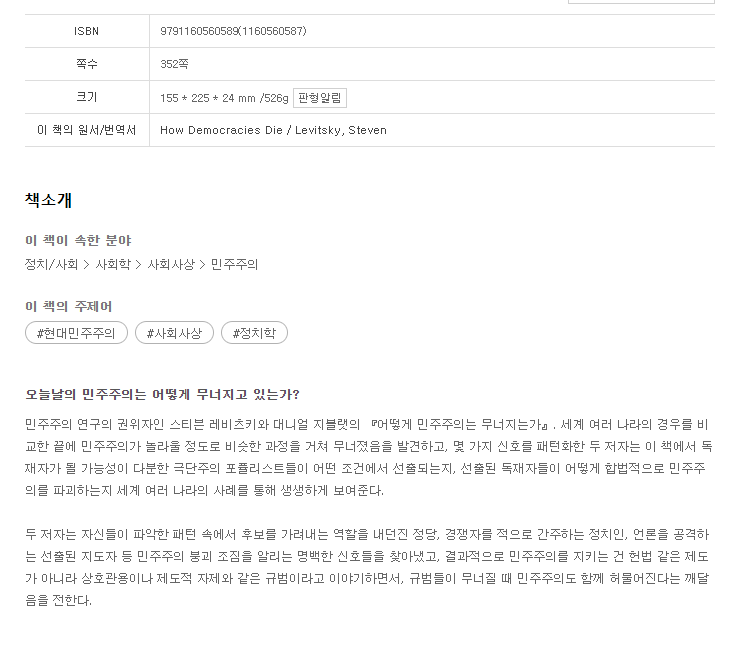 ISBN 9791160560589(1160560587)
쪽수 352쪽
크기 155 * 225 * 24 mm /526g 판형알림
이 책의 원서/번역서 How Democracies Die / Levitsky, Steven
책소개
이 책이 속한 분야
정치/사회 > 사회학 > 사회사상 > 민주주의
이 책의 주제어
#현대민주주의 #사회사상 #정치학
오늘날의 민주주의는 어떻게 무너지고 있는가?
민주주의 연구의 권위자인 스티븐 레비츠키와 대니얼 지블랫의 『어떻게 민주주의는 무너지는가』. 세계 여러 나라의 경우를 비
교한 끝에 민주주의가 놀라울 정도로 비슷한 과정을 거쳐 무너졌음을 발견하고, 몇 가지 신호를 패턴화한 두 저자는 이 책에서 독
재자가 될 가능성이 다분한 극단주의 포퓰리스트들이 어떤 조건에서 선출되는지, 선출된 독재자들이 어떻게 합법적으로 민주주
의를 파괴하는지 세계 여러 나라의 사례를 통해 생생하게 보여준다.
두 저자는 자신들이 파악한 패턴 속에서 후보를 가려내는 역할을 내던진 정당, 경쟁자를 적으로 간주하는 정치인, 언론을 공격하
는 선출된 지도자 등 민주주의 붕괴 조짐을 알리는 명백한 신호들을 찾아냈고, 결과적으로 민주주의를 지키는 건 헌법 같은 제도
가 아니라 상호관용이나 제도적 자제와 같은 규범이라고 이야기하면서, 규범들이 무너질 때 민주주의도 함께 허물어진다는 깨달
음을 전한다.